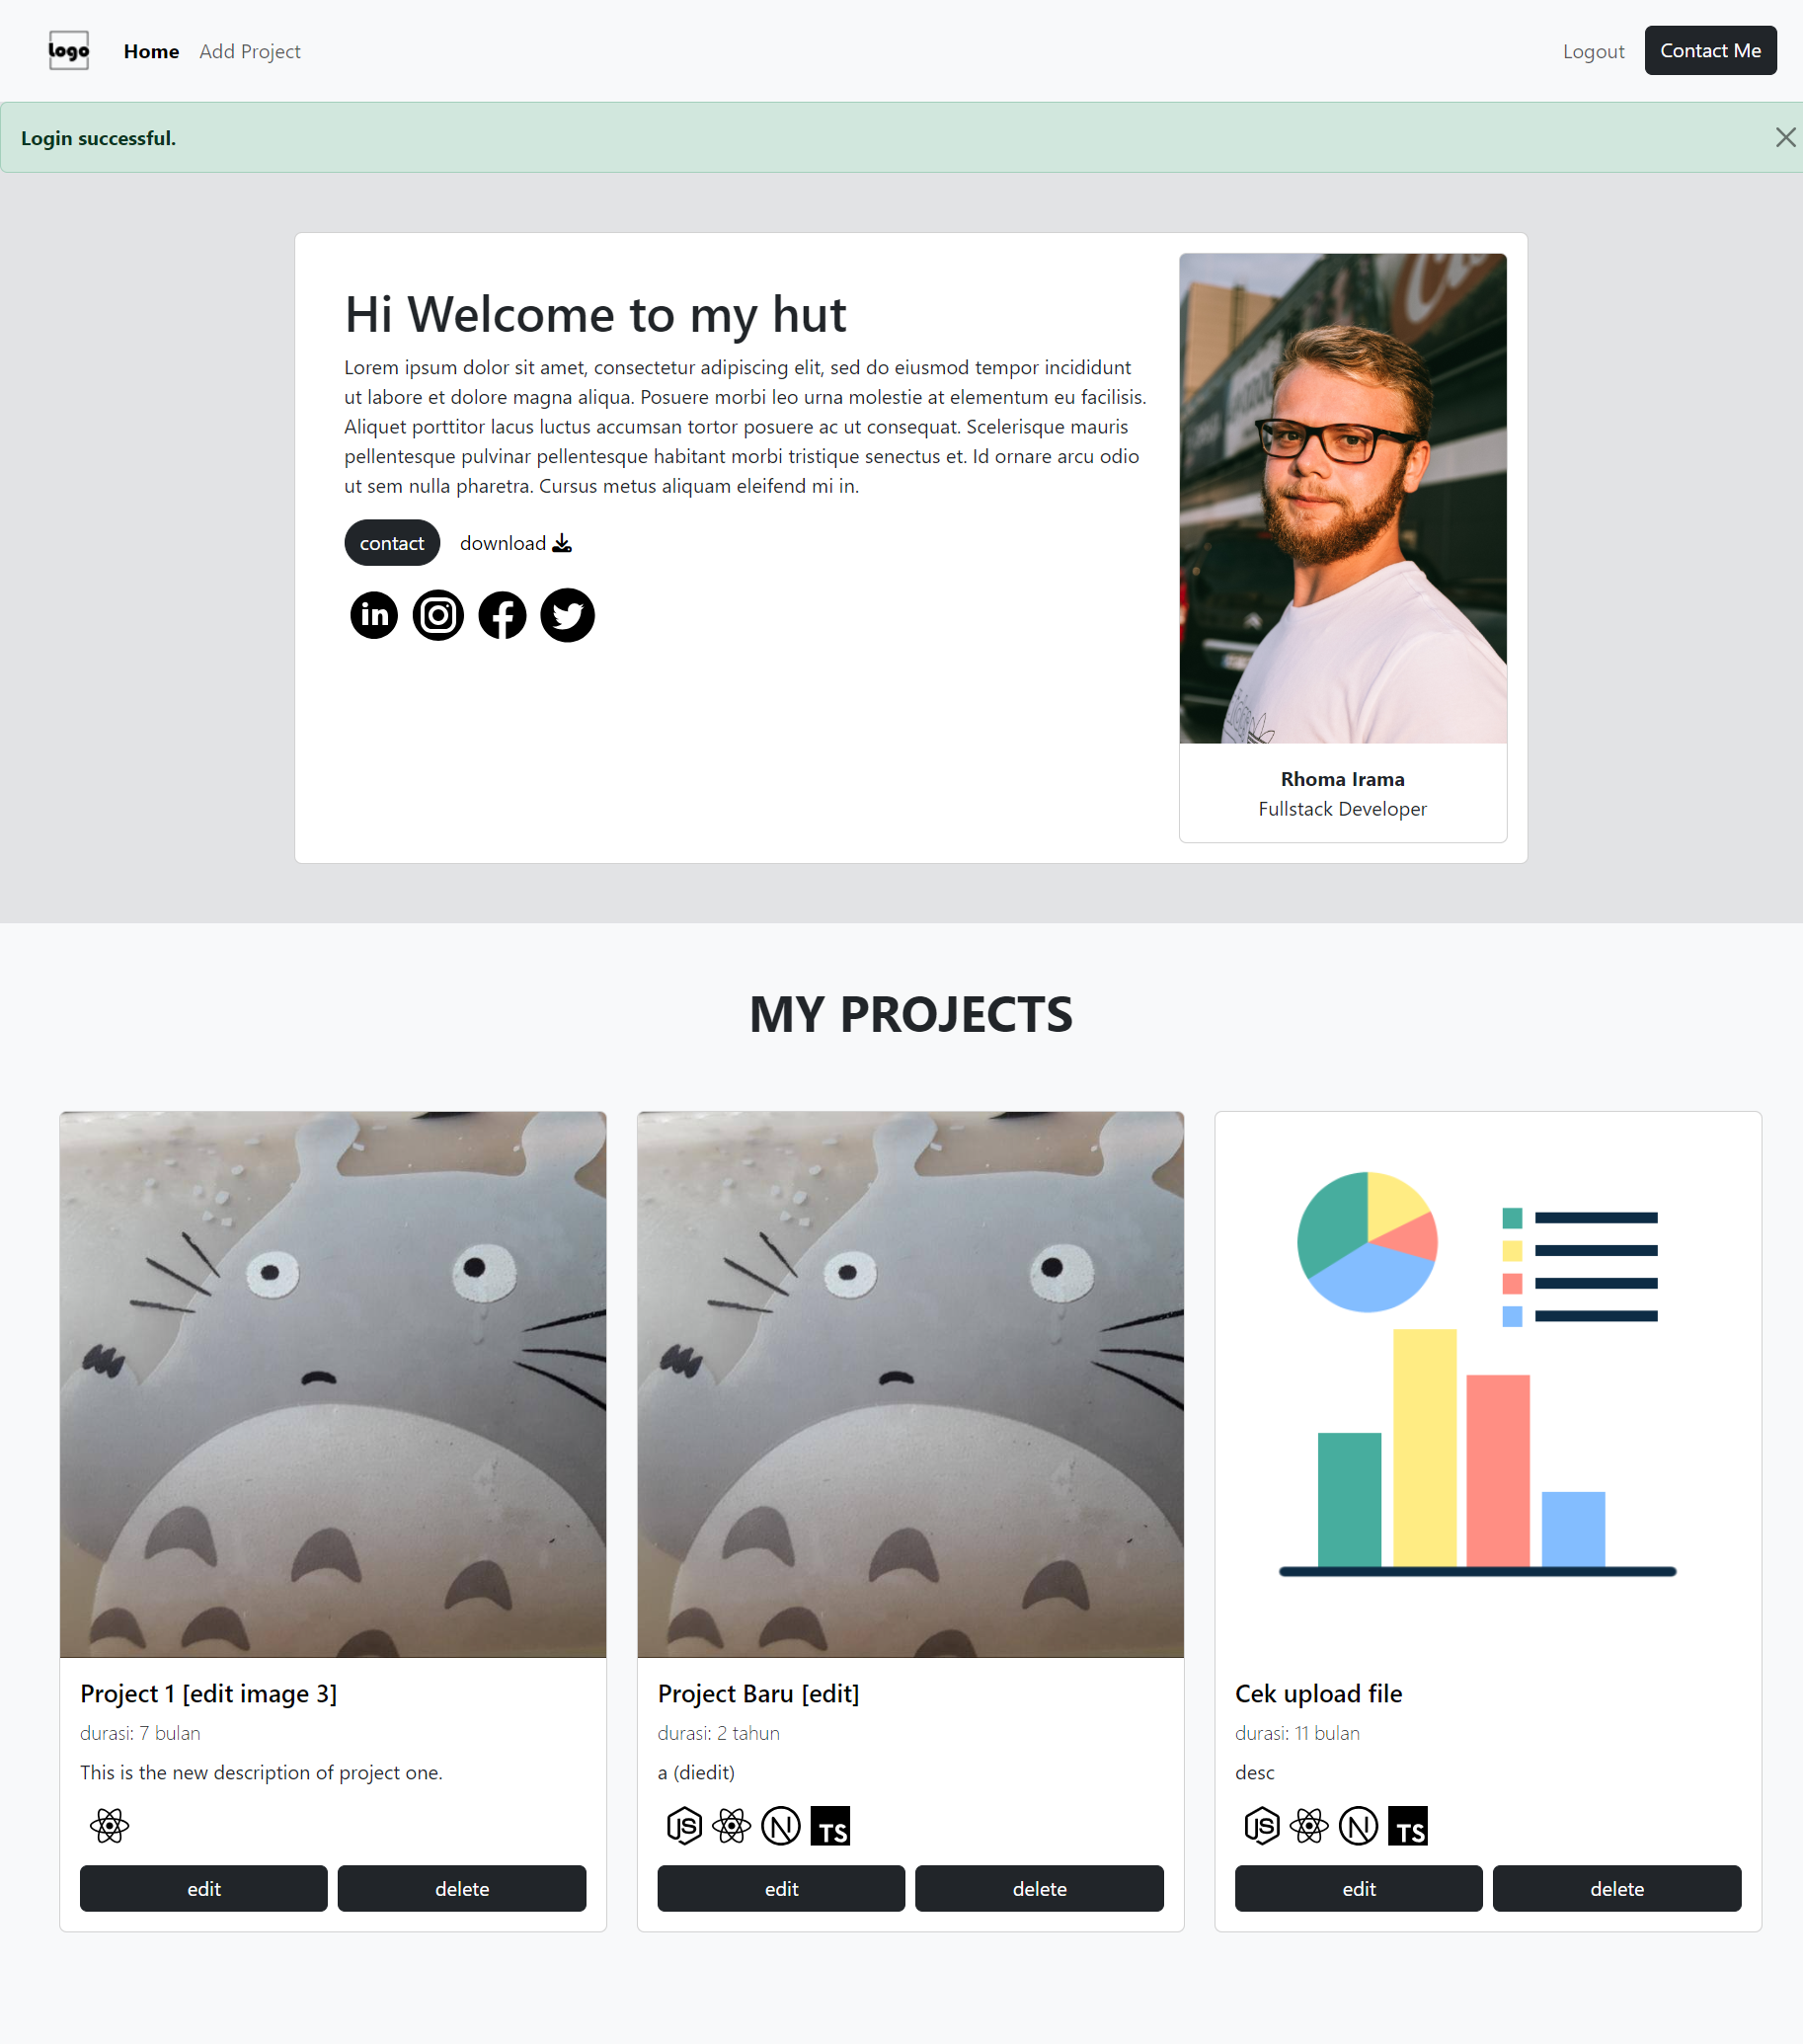 logo
Home
Add Project
Logout
Contact Me
Login successful.
Hi Welcome to my hut
Lorem ipsum dolor sit amet, consectetur adipiscing elit, sed do eiusmod tempor incididunt
ut labore et dolore magna aliqua. Posuere morbi leo urna molestie at elementum eu facilisis.
Aliquet porttitor lacus luctus accumsan tortor posuere ac ut consequat. Scelerisque mauris
pellentesque pulvinar pellentesque habitant morbi tristique senectus et. Id ornare arcu odio
ut sem nulla pharetra. Cursus metus aliquam eleifend mi in.
contact
download
in
Rhoma Irama
Fullstack Developer
MY PROJECTS
Project 1 [edit image 3]
durasi: 7 bulan
This is the new description of project one.
edit
delete
Project Baru [edit]
durasi: 2 tahun
a (diedit)
JS
N
TS
edit
delete
Cek upload file
durasi: 11 bulan
desc
JS
N
TS
edit
delete